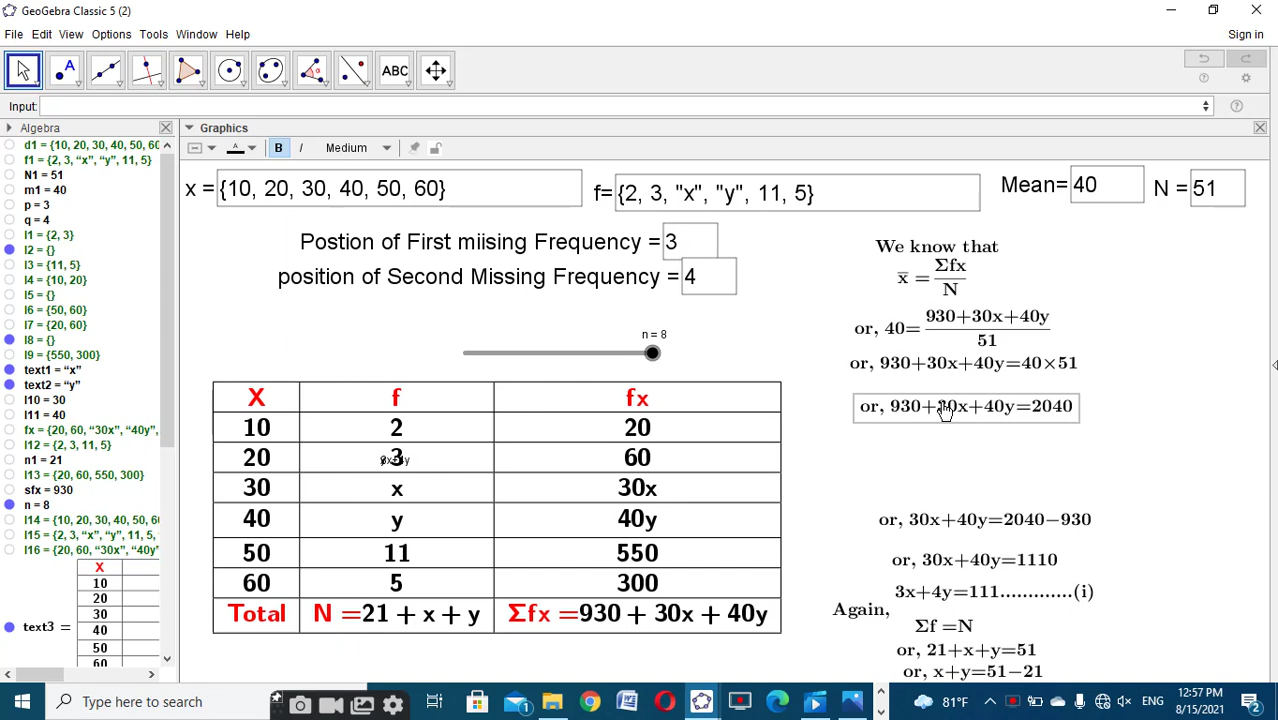 GeoGebra Classic 5 (2)
File Edit View Options Tools Window Help
Sign in
ABC
Input:
Algebra
Graphics
d1 = {10, 20, 30, 40, 50, 60
f1 = {2, 3, "x", "y", 11, 5}
N1 = 51
m1 = 40
p = 3
q = 4
l1 = {2, 3}
l2 = {}
l3 = {11, 5}
l4 = {10, 20}
l5 = {}
l6 = {50, 60}
l7 = {20, 60}
l8 = {}
l9 = {550, 300}
text1 = "x"
text2 = "y"
l10 = 30
l11 = 40
fx = {20, 60, "30x", "40y"
l12 = {2, 3, 11, 5}
n1 = 21
l13 = {20, 60, 550, 300}
sfx = 930
n = 8
l14 = {10, 20, 30, 40, 50,
l15 = {2, 3, "x", "y", 11, 5,
l16 = {20, 60, "30x", "40y"
X
10
20
30
40
50
60
text3 =
A B I Medium
x = {10, 20, 30, 40, 50, 60}
f= {2, 3, "x", "y", 11, 5}
Mean= 40
N = 51
Postion of First miising Frequency = 3
position of Second Missing Frequency = 4
n = 8
X f fx
10 2 20
20 3 60
30 x 30x
40 y 40y
50 11 550
60 5 300
Total N =21 + x + y Σfx =930 + 30x + 40y
We know that
x̅ = Σfx
N
or, 40= 930+30x+40y
51
or, 930+30x+40y=40×51
or, 930+30x+40y=2040
or, 30x+40y=2040−930
or, 30x+40y=1110
3x+4y=111.............(i)
Again,
Σf =N
or, 21+x+y=51
or, x+y=51−21
Type here to search
81°F
ENG
12:57 PM
8/15/2021